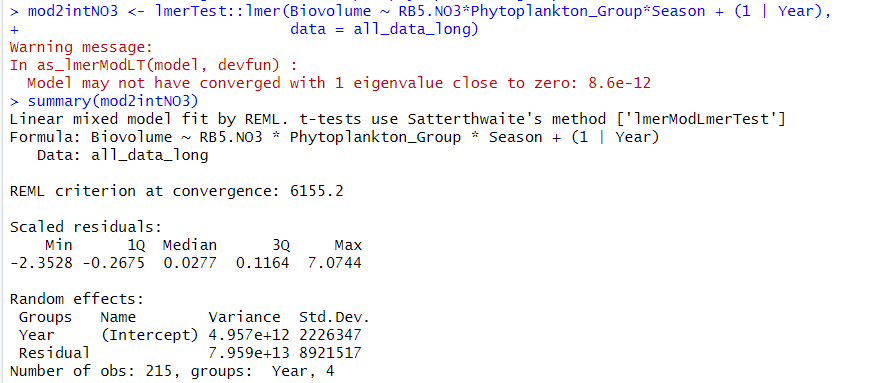 > mod2intNO3 <- lmerTest::lmer(Biovolume ~ RB5.NO3*Phytoplankton_Group*Season + (1 | Year),
+                              data = all_data_long)
Warning message:
In as_lmerModLT(model, devfun) :
  Model may not have converged with 1 eigenvalue close to zero: 8.6e-12
> summary(mod2intNO3)
Linear mixed model fit by REML. t-tests use Satterthwaite's method ['lmerModLmerTest']
Formula: Biovolume ~ RB5.NO3 * Phytoplankton_Group * Season + (1 | Year)
   Data: all_data_long
REML criterion at convergence: 6155.2
Scaled residuals:
    Min      1Q  Median      3Q     Max
-2.3528 -0.2675  0.0277  0.1164  7.0744
Random effects:
 Groups   Name        Variance  Std.Dev.
 Year     (Intercept) 4.957e+12 2226347
 Residual             7.959e+13 8921517
Number of obs: 215, groups:  Year, 4